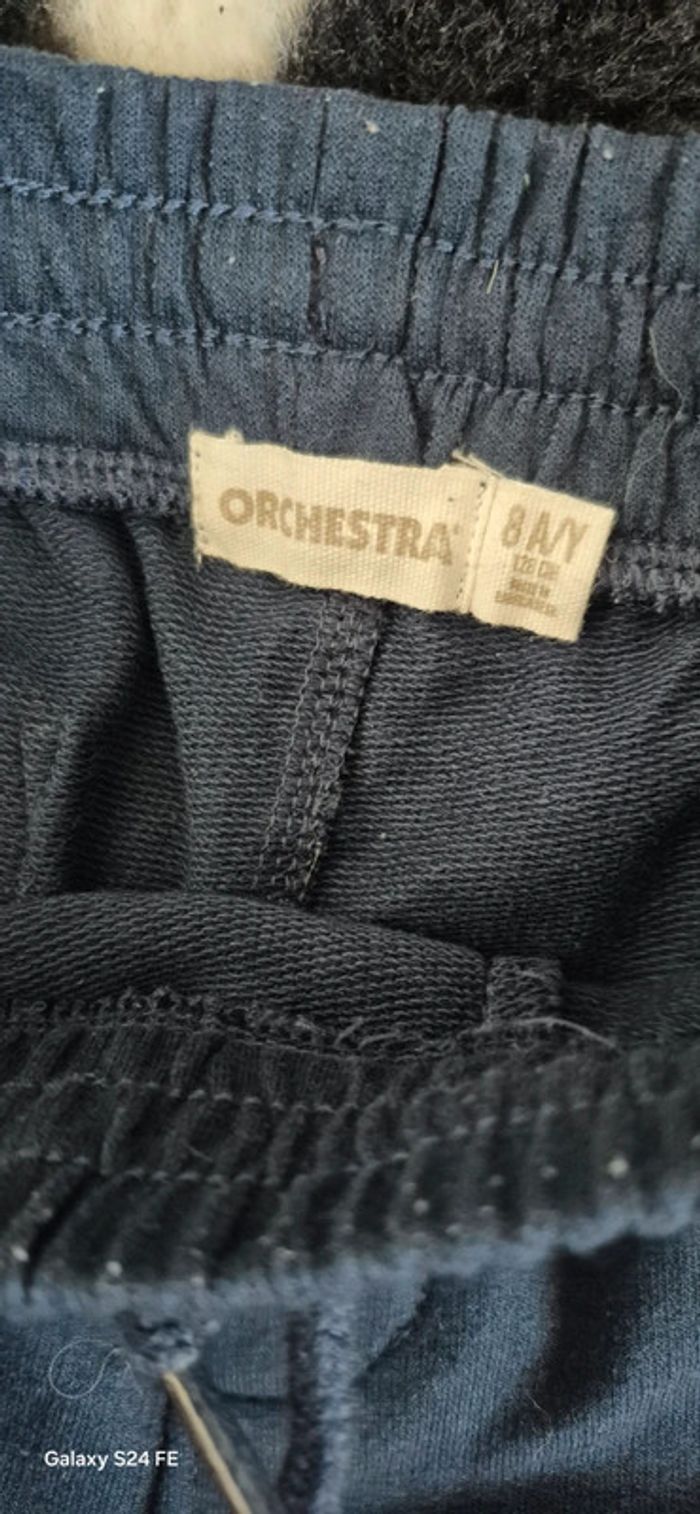 ORCHESTRA
8 A/Y
128 CM
Galaxy S24 FE